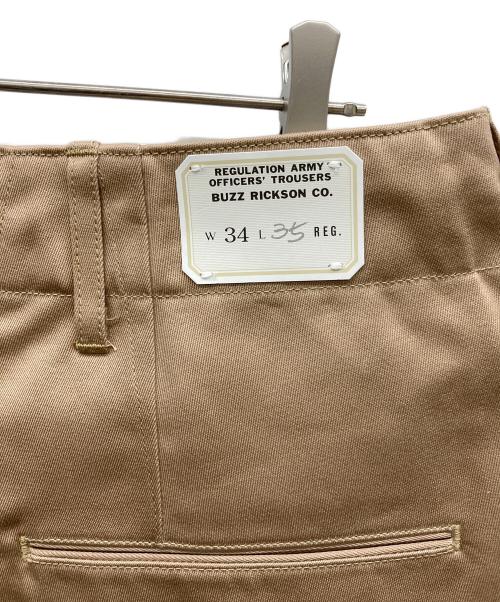 REGULATION ARMY
OFFICERS' TROUSERS
BUZZ RICKSON CO.
W 34 L 35 REG.